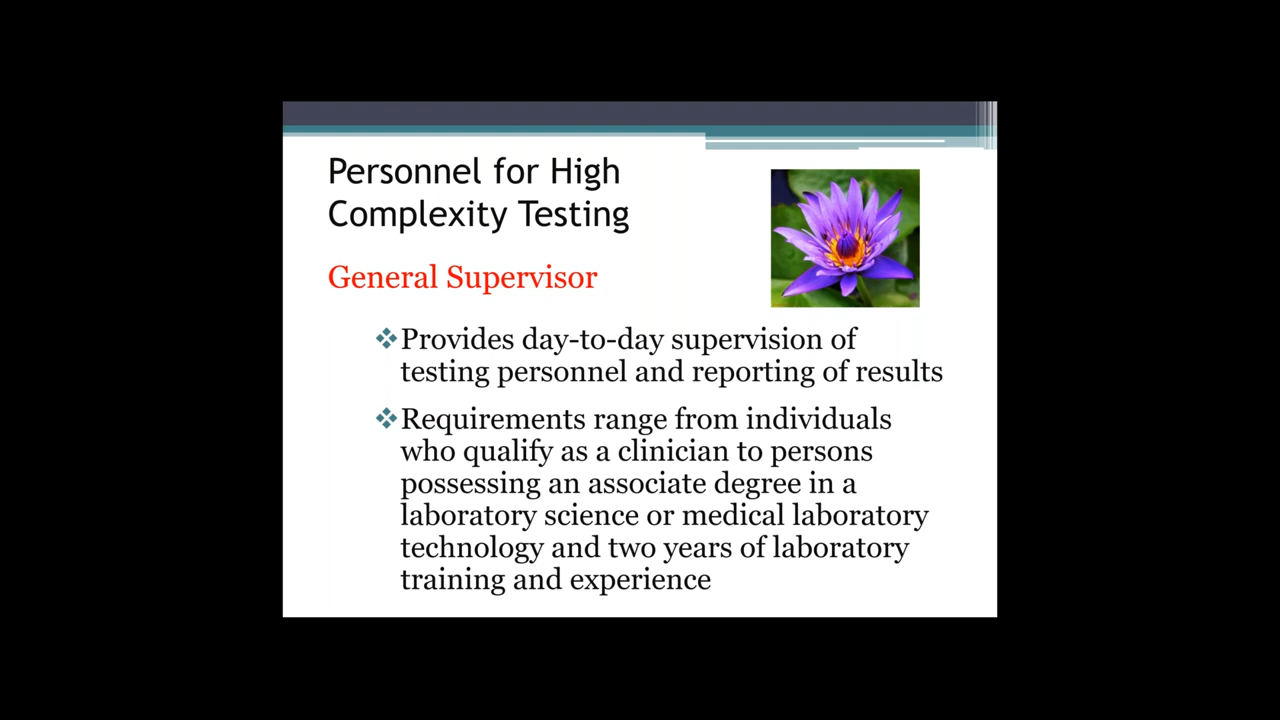 Personnel for High
Complexity Testing
General Supervisor
Provides day-to-day supervision of
testing personnel and reporting of results
Requirements range from individuals
who qualify as a clinician to persons
possessing an associate degree in a
laboratory science or medical laboratory
technology and two years of laboratory
training and experience